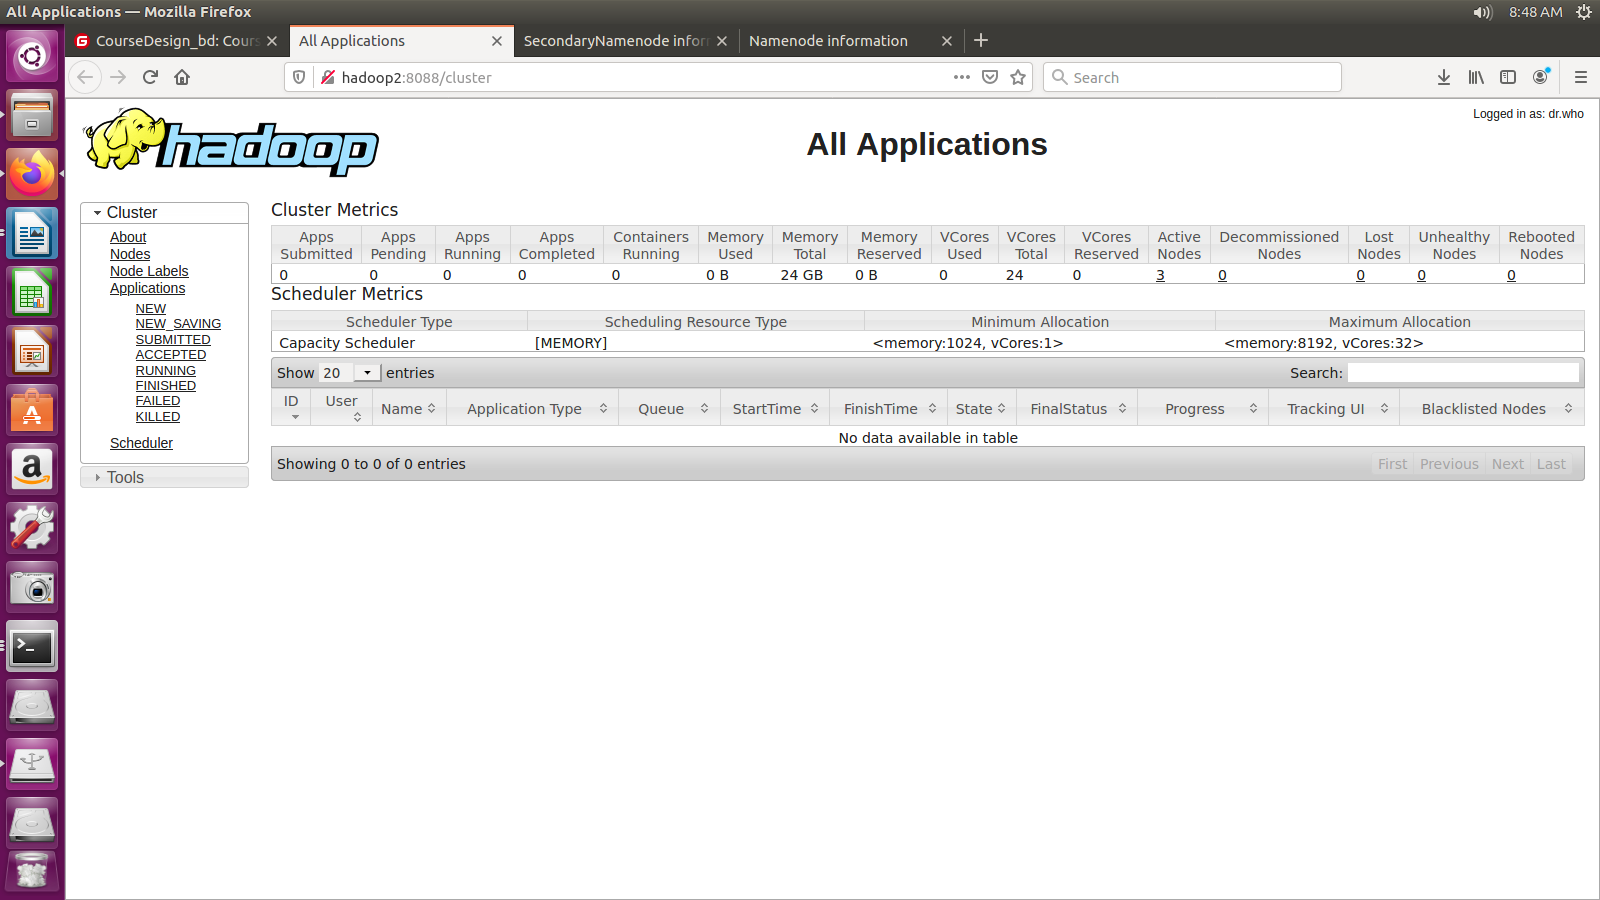 All Applications — Mozilla Firefox
8:48 AM
CourseDesign_bd: Cours
All Applications
SecondaryNamenode infor
Namenode information
hadoop2:8088/cluster
Search
hadoop
All Applications
Logged in as: dr.who
Cluster
About
Nodes
Node Labels
Applications
NEW
NEW_SAVING
SUBMITTED
ACCEPTED
RUNNING
FINISHED
FAILED
KILLED
Scheduler
Tools
Cluster Metrics
Apps Submitted Apps Pending Apps Running Apps Completed Containers Running Memory Used Memory Total Memory Reserved VCores Used VCores Total VCores Reserved Active Nodes Decommissioned Nodes Lost Nodes Unhealthy Nodes Rebooted Nodes
0 0 0 0 0 0 B 24 GB 0 B 0 24 0 3 0 0 0 0
Scheduler Metrics
Scheduler Type Scheduling Resource Type Minimum Allocation Maximum Allocation
Capacity Scheduler [MEMORY] <memory:1024, vCores:1> <memory:8192, vCores:32>
Show 20 entries Search:
ID User Name Application Type Queue StartTime FinishTime State FinalStatus Progress Tracking UI Blacklisted Nodes
No data available in table
Showing 0 to 0 of 0 entries First Previous Next Last